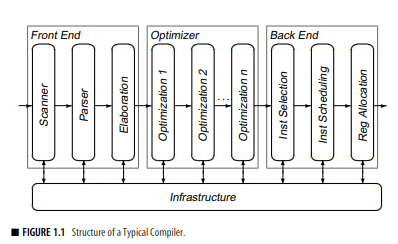 Front End
Optimizer
Back End
Scanner
Parser
Elaboration
Optimization 1
Optimization 2
...
Optimization n
Inst Selection
Inst Scheduling
Reg Allocation
Infrastructure
■ FIGURE 1.1 Structure of a Typical Compiler.